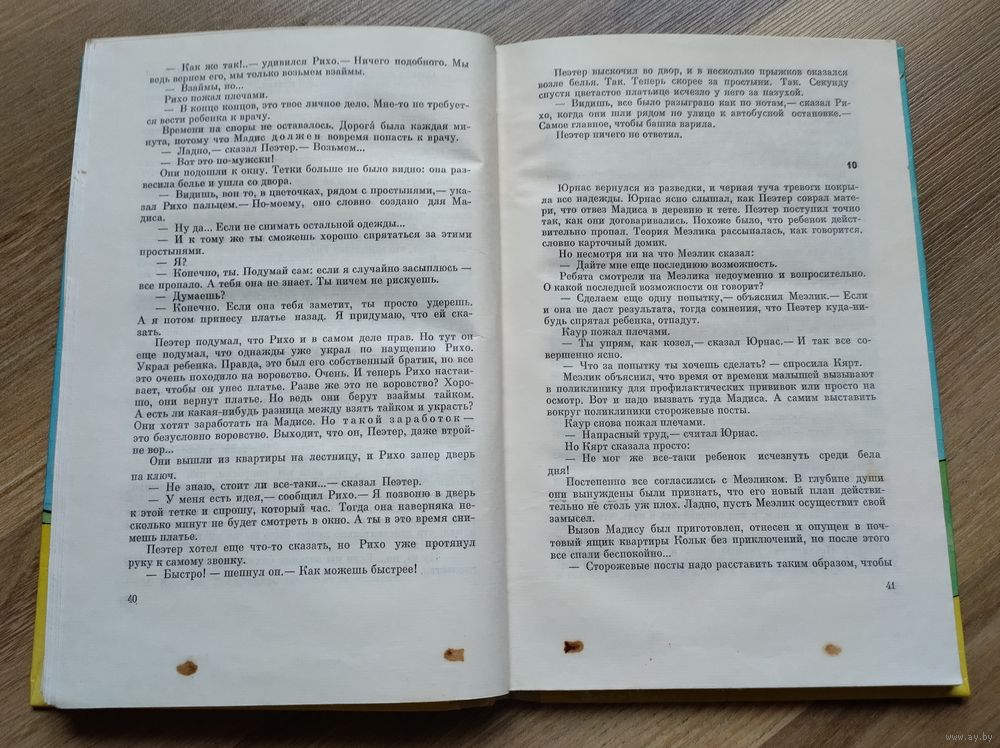 — Как же так!..— удивился Рихо.— Ничего подобного. Мы
ведь вернем его, мы только возьмем взаймы.
— Взаймы, но...
Рихо пожал плечами.
— В конце концов, это твое личное дело. Мне-то не требует-
ся вести ребенка к врачу.
Времени на споры не оставалось. Дорога́ была каждая ми-
нута, потому что Мадис должен вовремя попасть к врачу.
— Ладно,— сказал Пеэтер.— Возьмем...
— Вот это по-мужски!
Они подошли к окну. Тетки больше не было видно: она раз-
весила белье и ушла со двора.
— Видишь, вон то, в цветочках, рядом с простынями,— ука-
зал Рихо пальцем.— По-моему, оно словно создано для Ма-
диса.
— Ну да... Если не снимать остальной одежды...
— И к тому же ты сможешь хорошо спрятаться за этими
простынями.
— Я?
— Конечно, ты. Подумай сам: если я случайно засыплюсь —
все пропало. А тебя она не знает. Ты ничем не рискуешь.
— Думаешь?
— Конечно. Если она тебя заметит, ты просто удерешь.
А я потом принесу платье назад. Я придумаю, что ей ска-
зать.
Пеэтер подумал, что Рихо и в самом деле прав. Но тут он
еще подумал, что однажды уже украл по наущению Рихо.
Украл ребенка. Правда, это был его собственный братик, но все
это очень походило на воровство. Очень. И теперь Рихо настаи-
вает, чтобы он унес платье. Разве же это не воровство? Хоро-
шо, они вернут платье. Но ведь они берут взаймы тайком.
А есть ли какая-нибудь разница между взять тайком и украсть?
Они хотят заработать на Мадисе. Но такой заработок —
это безусловно воровство. Выходит, что он, Пеэтер, даже втрой-
не вор...
Они вышли из квартиры на лестницу, и Рихо запер дверь
на ключ.
— Не знаю, стоит ли все-таки...— сказал Пеэтер.
— У меня есть идея,— сообщил Рихо.— Я позвоню в дверь
к этой тетке и спрошу, который час. Тогда она наверняка не-
сколько минут не будет смотреть в окно. А ты в это время сни-
мешь платье.
Пеэтер хотел еще что-то сказать, но Рихо уже протянул
руку к самому звонку.
— Быстро! — шепнул он.— Как можешь быстрее!
40
Пеэтер выскочил во двор, и в несколько прыжков оказался
возле белья. Так. Теперь скорее за простыни. Так. Секунду
спустя цветастое платьице исчезло у него за пазухой.
— Видишь, все было разыграно как по нотам,— сказал Ри-
хо, когда они шли рядом по улице к автобусной остановке.—
Самое главное, чтобы башка варила.
Пеэтер ничего не ответил.
10
Юрнас вернулся из разведки, и черная туча тревоги покры-
ла все надежды. Юрнас ясно слышал, как Пеэтер соврал мате-
ри, что отвез Мадиса в деревню к тете. Пеэтер поступил точно
так, как они договаривались. Похоже было, что ребенок дейст-
вительно пропал. Теория Меэлика рассыпалась, как говорится,
словно карточный домик.
Но несмотря ни на что Меэлик сказал:
— Дайте мне еще последнюю возможность.
Ребята смотрели на Меэлика недоуменно и вопросительно.
О какой последней возможности он говорит?
— Сделаем еще одну попытку,— объяснил Меэлик.— Если
и она не даст результата, тогда сомнения, что Пеэтер куда-ни-
будь спрятал ребенка, отпадут.
Каур пожал плечами.
— Ты упрям, как козел,— сказал Юрнас.— И так все со-
вершенно ясно.
— Что за попытку ты хочешь сделать? — спросила Кярт.
Меэлик объяснил, что время от времени малышей вызывают
в поликлинику для профилактических прививок или просто на
осмотр. Вот и надо вызвать туда Мадиса. А самим выставить
вокруг поликлиники сторожевые посты.
Каур снова пожал плечами.
— Напрасный труд,— считал Юрнас.
Но Кярт сказала просто:
— Не мог же все-таки ребенок исчезнуть среди бела
дня!
Постепенно все согласились с Меэликом. В глубине души
они вынуждены были признать, что его новый план действи-
тельно не столь уж плох. Ладно, пусть Меэлик осуществит свой
замысел.
Вызов Мадису был приготовлен, отнесен и опущен в поч-
товый ящик квартиры Кольк без приключений, но после этого
все спали беспокойно...
— Сторожевые посты надо расставить таким образом, чтобы
41
www.ay.by